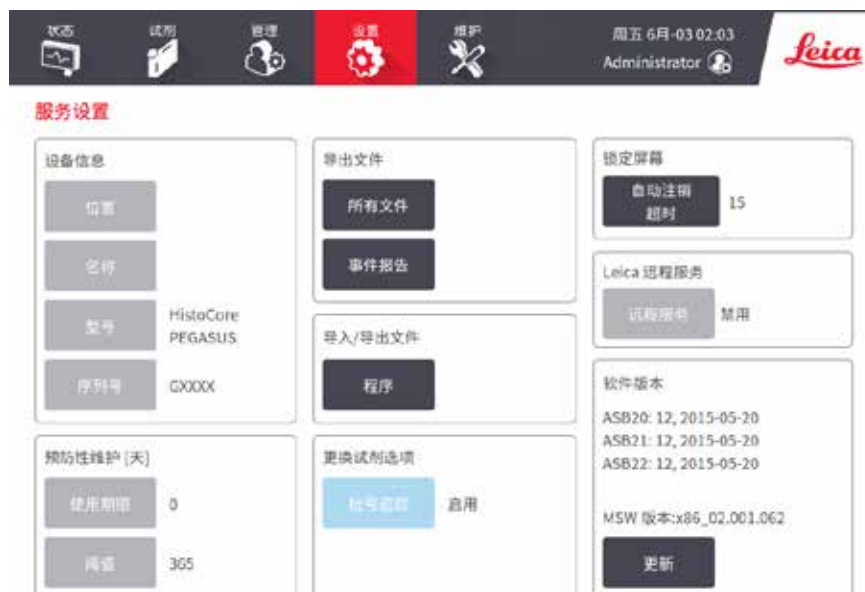 状态
试剂
管理
设置
维护
周五 6月-03 02:03
Administrator
Leica
服务设置
设备信息
位置
名称
型号
HistoCore
PEGASUS
序列号
GXXXX
预防性维护 [天]
使用期限
0
阈值
365
导出文件
所有文件
事件报告
导入/导出文件
程序
更换试剂选项
批号追踪
启用
锁定屏幕
自动注销
超时
15
Leica 远程服务
远程服务
禁用
软件版本
ASB20: 12, 2015-05-20
ASB21: 12, 2015-05-20
ASB22: 12, 2015-05-20
MSW 版本:x86_02.001.062
更新